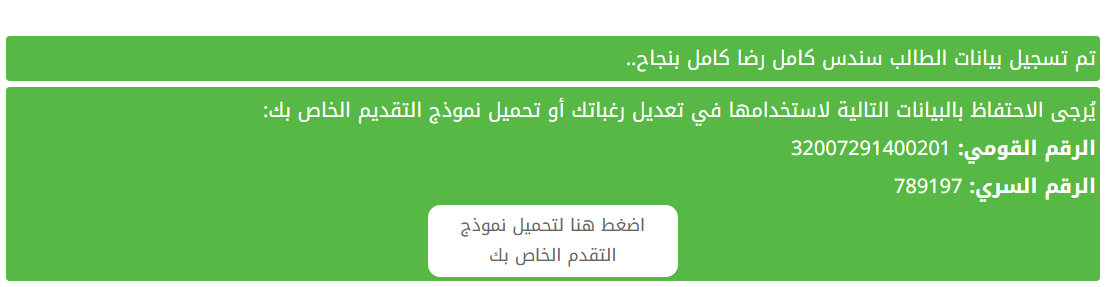 تم تسجيل بيانات الطالب سندس كامل رضا كامل بنجاح..
يُرجى الاحتفاظ بالبيانات التالية لاستخدامها في تعديل رغباتك أو تحميل نموذج التقديم الخاص بك:
الرقم القومي: 32007291400201
الرقم السري: 789197
اضغط هنا لتحميل نموذج
التقدم الخاص بك